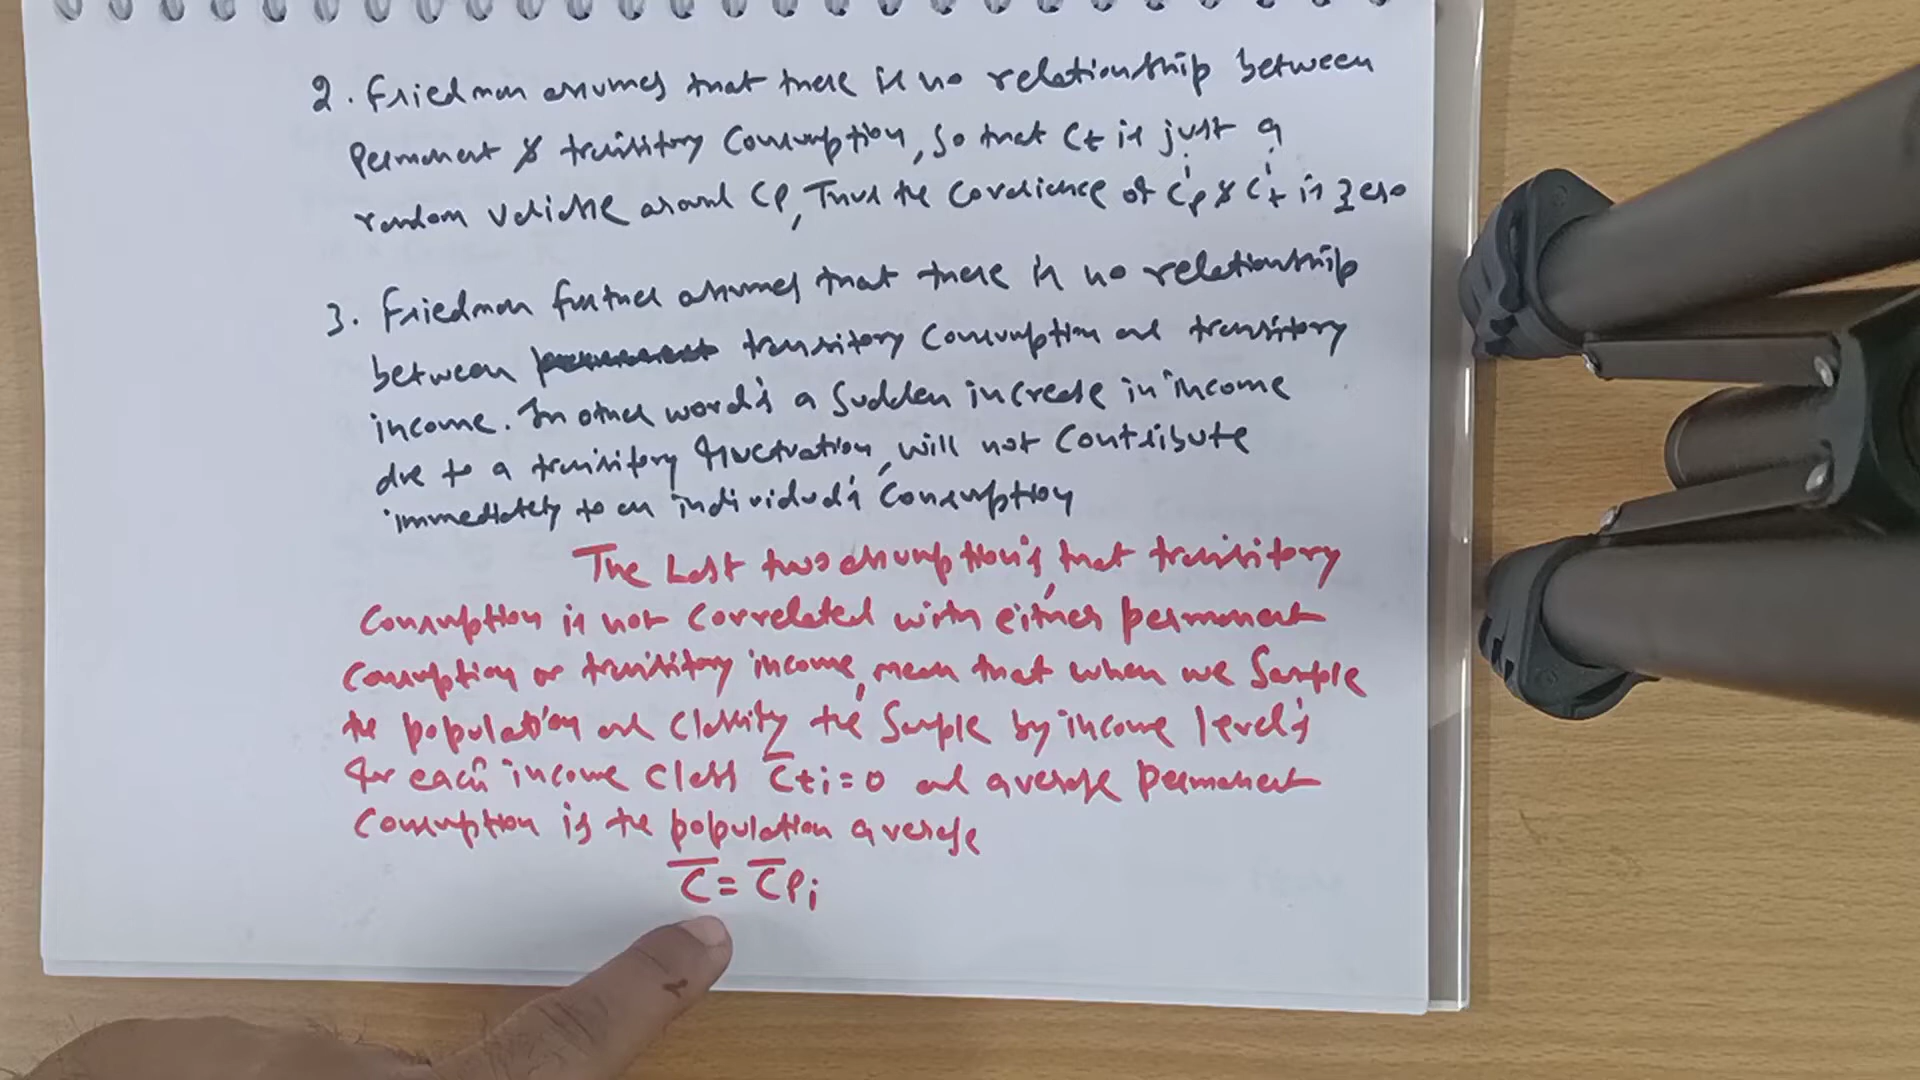 2. Friedman assumes that there is no relationship between
Permanent & transitory Consumption, so that Ct is just a
random variable around CP, Thus the Covariance of Cip & Cit is zero
3. Friedman further assumes that there is no relationship
between transitory Consumption and transitory
income. In other words a Sudden increase in income
due to a transitory fluctuation, will not Contribute
immediately to an individual's Consumption
The Last two assumptions, that transitory
Consumption is not Correlated with either permanent
Consumption or transitory income, mean that when we Sample
the population and Classify the Sample by income levels
for each income Class C̅ti = 0 and average permanent
Consumption is the population average
C̅ = C̅Pi